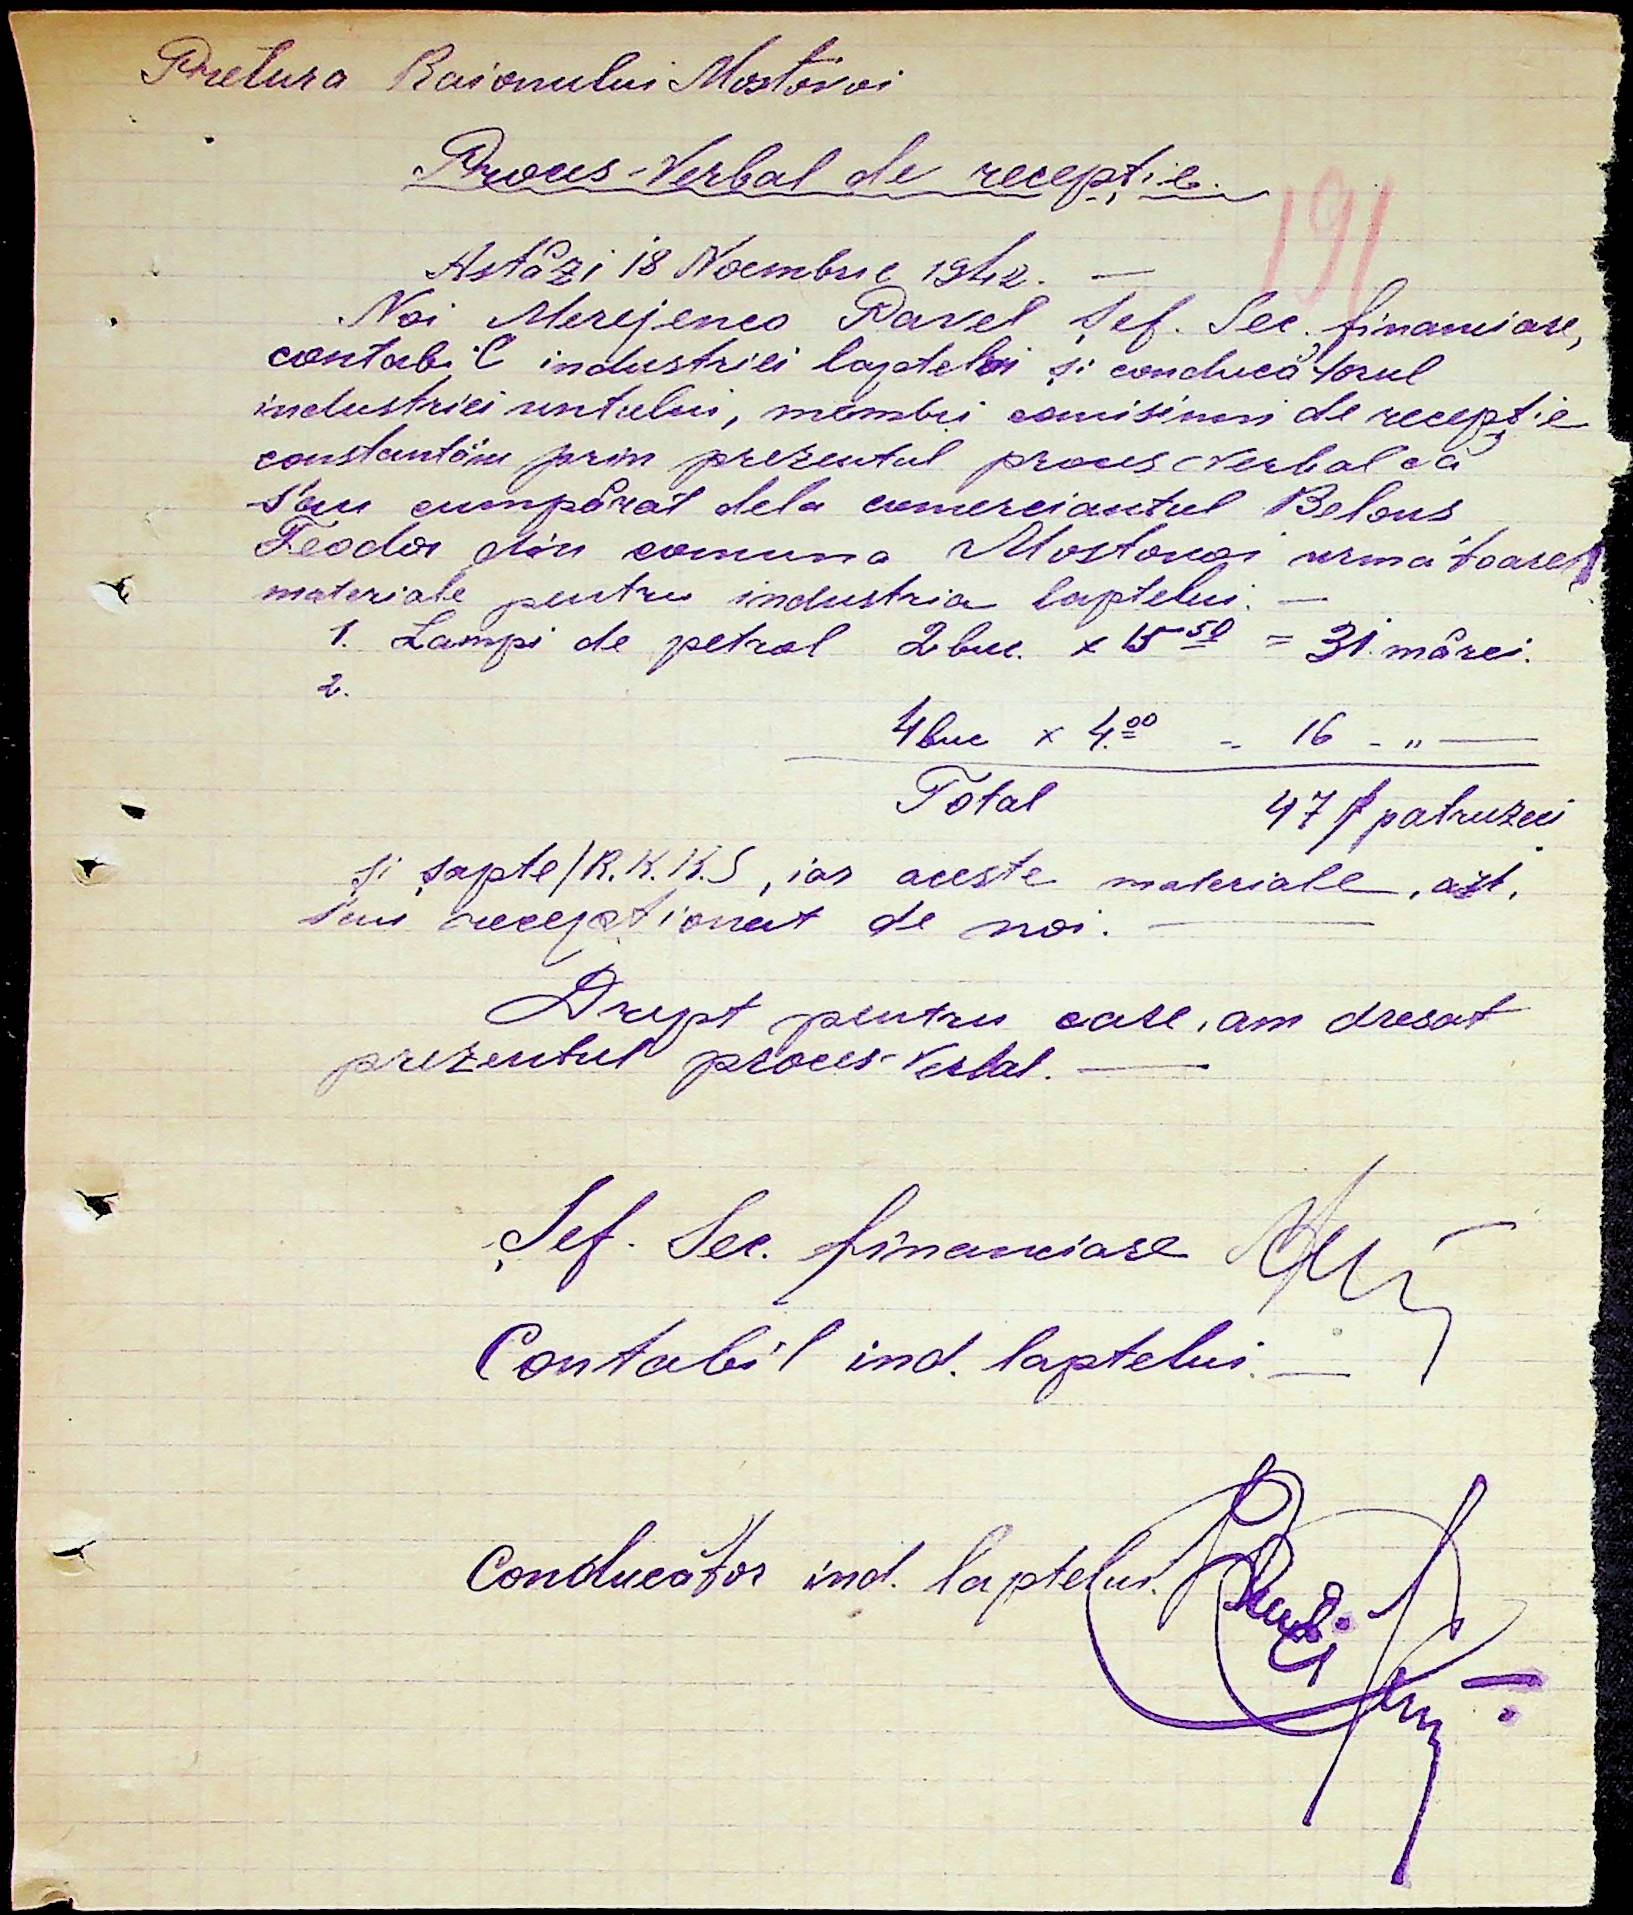 Pretura Raionului Mostovoi
Proces-Verbal de recepţie.
191
Astăzi 18 Noembrie 1942. —
Noi Merejenco Pavel Şef. Sec. financiare,
contabil industriei laptelui şi conducătorul
industriei untului, membri comisiuni de recepţie
constantăm prin prezentul proces-Verbal că
s'au cumpărat dela comerciantul Belous
Teodor din comuna Mostovoi următoarele
materiale pentru industria laptelui. —
1. Lampi de petrol 2 buc. x 15 50 = 31 mărci.
2.
4 buc x 4.00 - 16 - „ —
Total 47 / patruzeci
şi şapte/R.K.K.S, iar aceste materiale, azi,
s'au recepţionat de noi. —
Drept pentru care, am dresat
prezentul proces-Verbal. —
Şef. Sec. financiare
Contabil ind. laptelui. —
Conducător ind. laptelui.